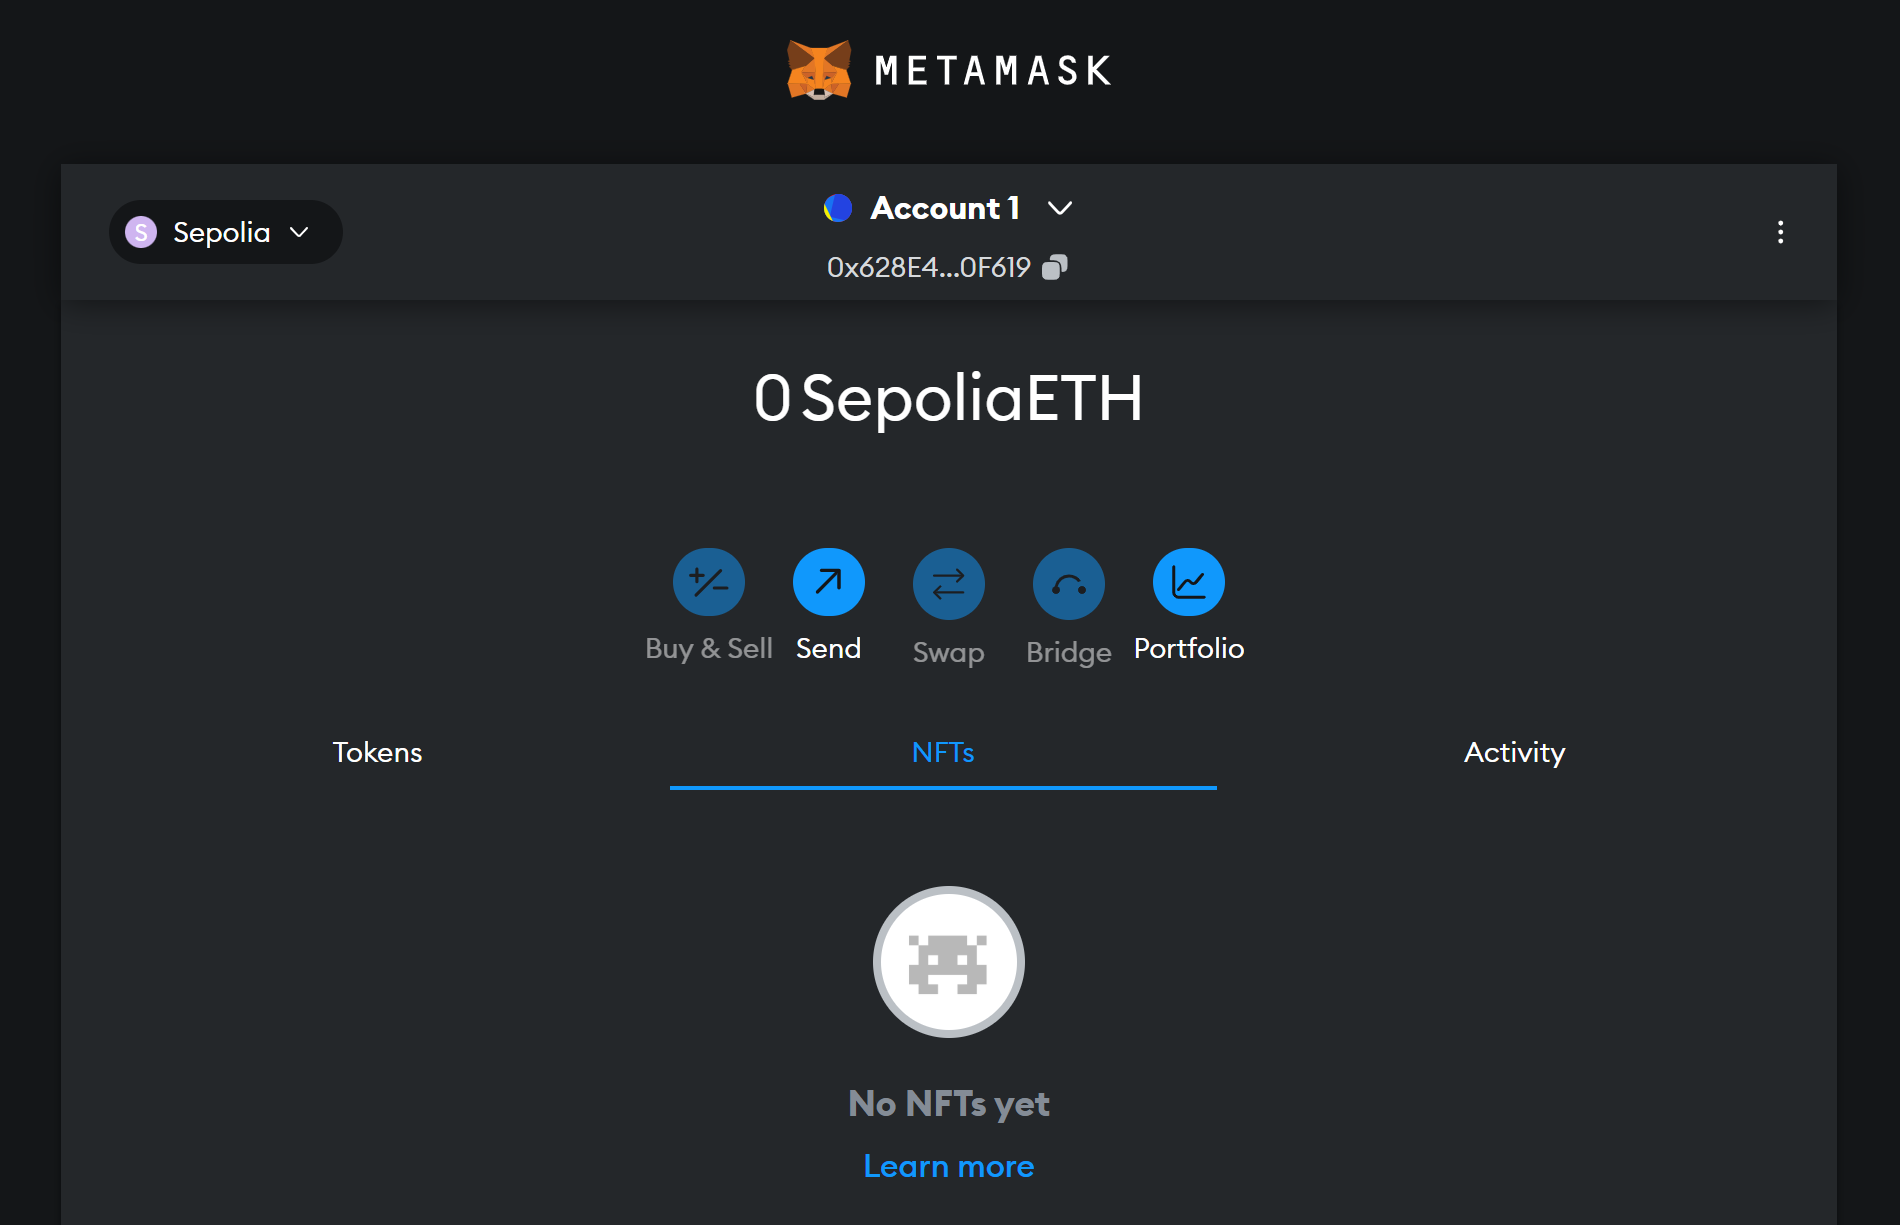 METAMASK
S Sepolia
Account 1
0x628E4...0F619
0 SepoliaETH
Buy & Sell Send Swap Bridge Portfolio
Tokens NFTs Activity
No NFTs yet
Learn more